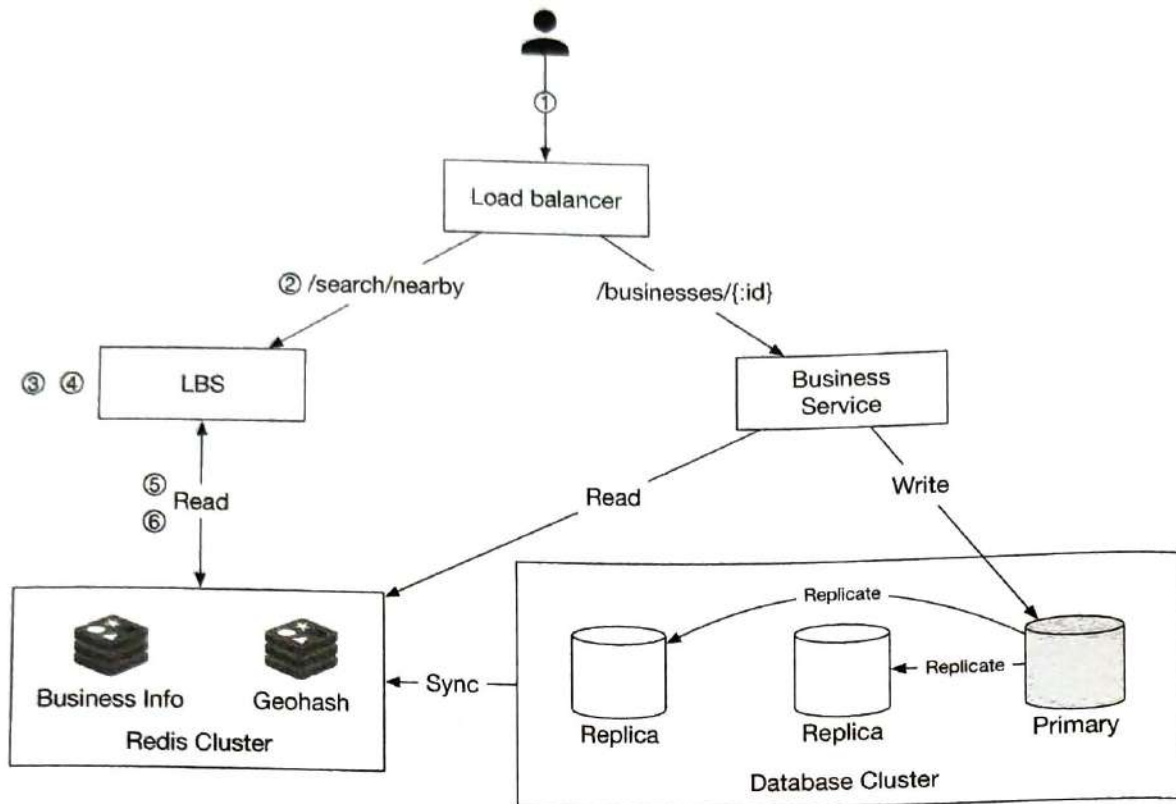 ①
Load balancer
② /search/nearby
/businesses/{:id}
③ ④
LBS
Business
Service
⑤
Read
⑥
Read
Write
Replicate
Replicate
Sync
Business Info
Geohash
Redis Cluster
Replica
Replica
Primary
Database Cluster